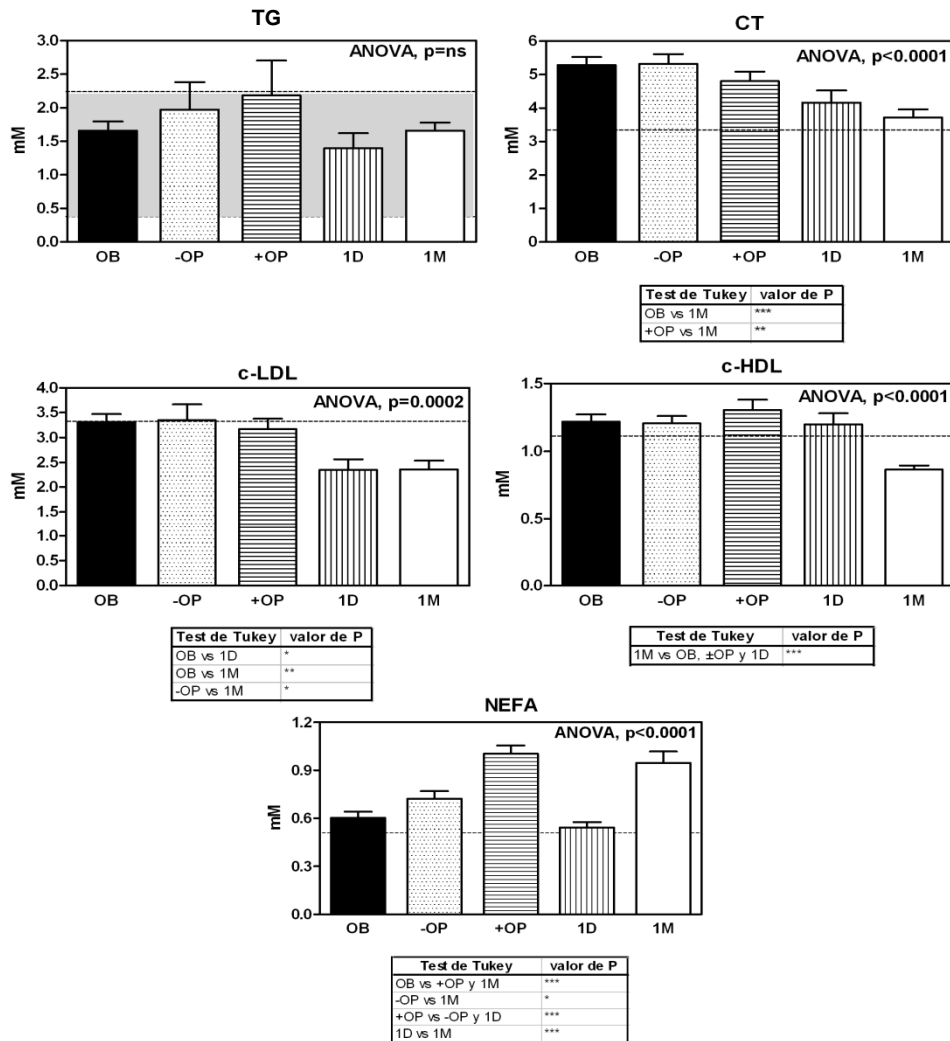 TG
ANOVA, p=ns
3.0
2.5
2.0
1.5
1.0
0.5
0.0
mM
OB -OP +OP 1D 1M
CT
ANOVA, p<0.0001
6
5
4
3
2
1
0
mM
OB -OP +OP 1D 1M
Test de Tukey valor de P
OB vs 1M ***
+OP vs 1M **
c-LDL
ANOVA, p=0.0002
4.0
3.5
3.0
2.5
2.0
1.5
1.0
0.5
0.0
mM
OB -OP +OP 1D 1M
Test de Tukey valor de P
OB vs 1D *
OB vs 1M **
-OP vs 1M *
c-HDL
ANOVA, p<0.0001
1.5
1.0
0.5
0.0
mM
OB -OP +OP 1D 1M
Test de Tukey valor de P
1M vs OB, ±OP y 1D ***
NEFA
ANOVA, p<0.0001
1.2
0.9
0.6
0.3
0.0
mM
OB -OP +OP 1D 1M
Test de Tukey valor de P
OB vs +OP y 1M ***
-OP vs 1M *
+OP vs -OP y 1D ***
1D vs 1M ***